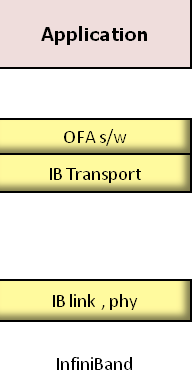 Application
OFA s/w
IB Transport
IB link , phy
InfiniBand